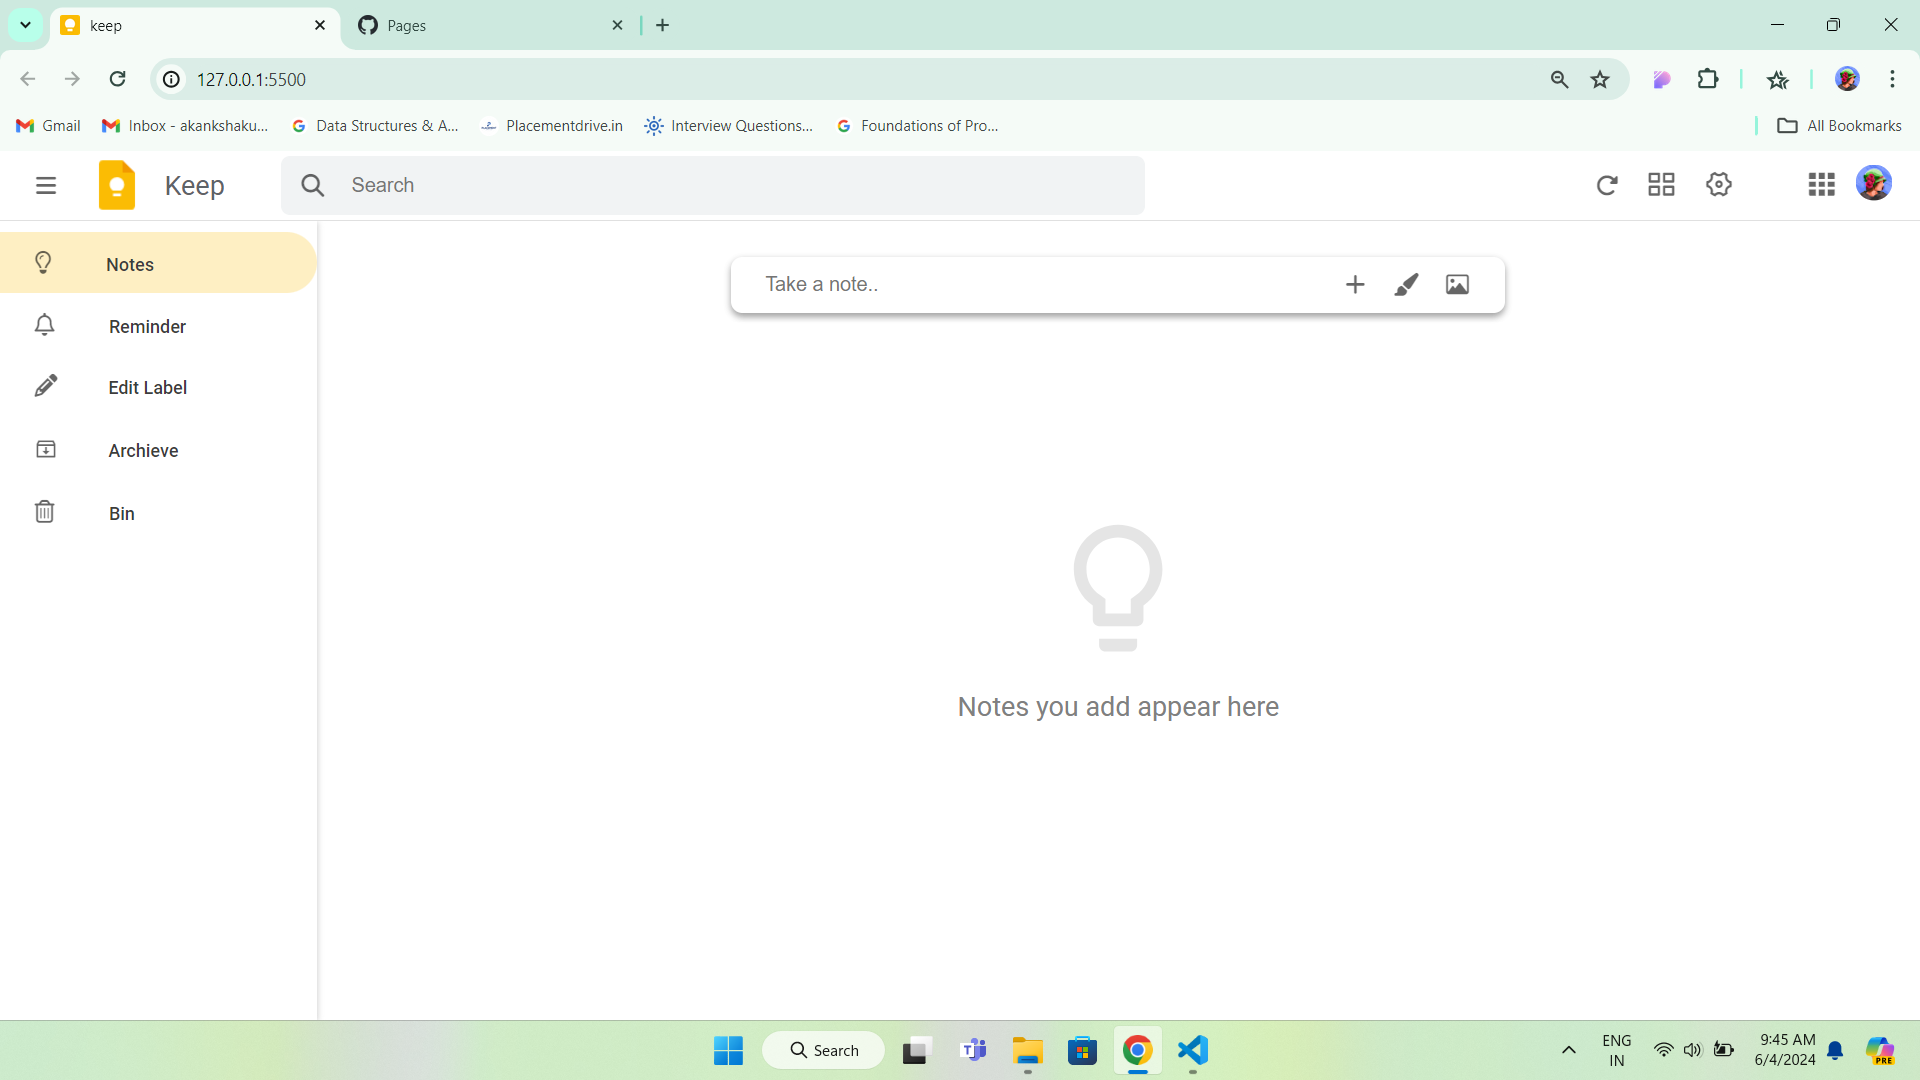 keep
Pages
127.0.0.1:5500
Gmail
Inbox - akankshaku...
Data Structures & A...
Placementdrive.in
Interview Questions...
Foundations of Pro...
All Bookmarks
Keep
Search
Notes
Take a note..
Reminder
Edit Label
Archieve
Bin
Notes you add appear here
Search
ENG
IN
9:45 AM
6/4/2024
PRE